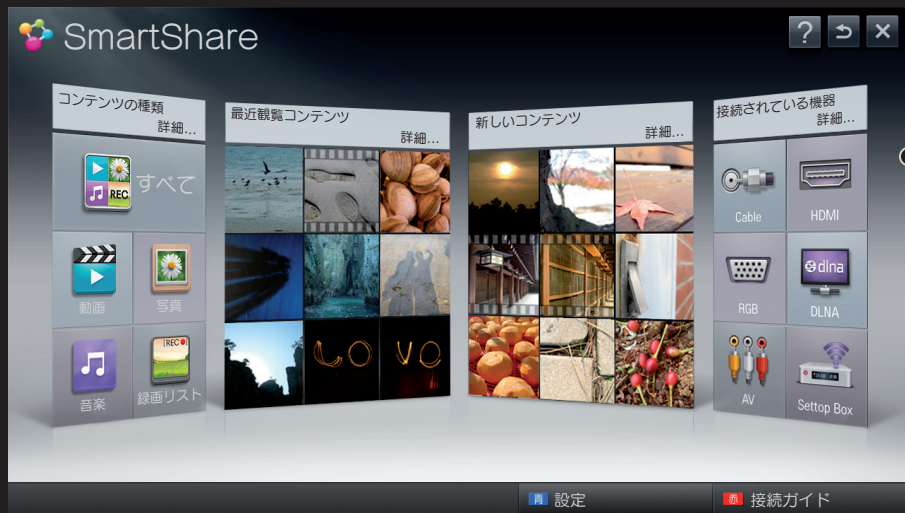 SmartShare
?
コンテンツの種類
詳細...
すべて
REC
動画
写真
音楽
REC
録画リスト
最近観覧コンテンツ
詳細...
LO VE
新しいコンテンツ
詳細...
接続されている機器
詳細...
Cable
HDMI
RGB
dlna
DLNA
AV
Settop Box
青 設定
赤 接続ガイド